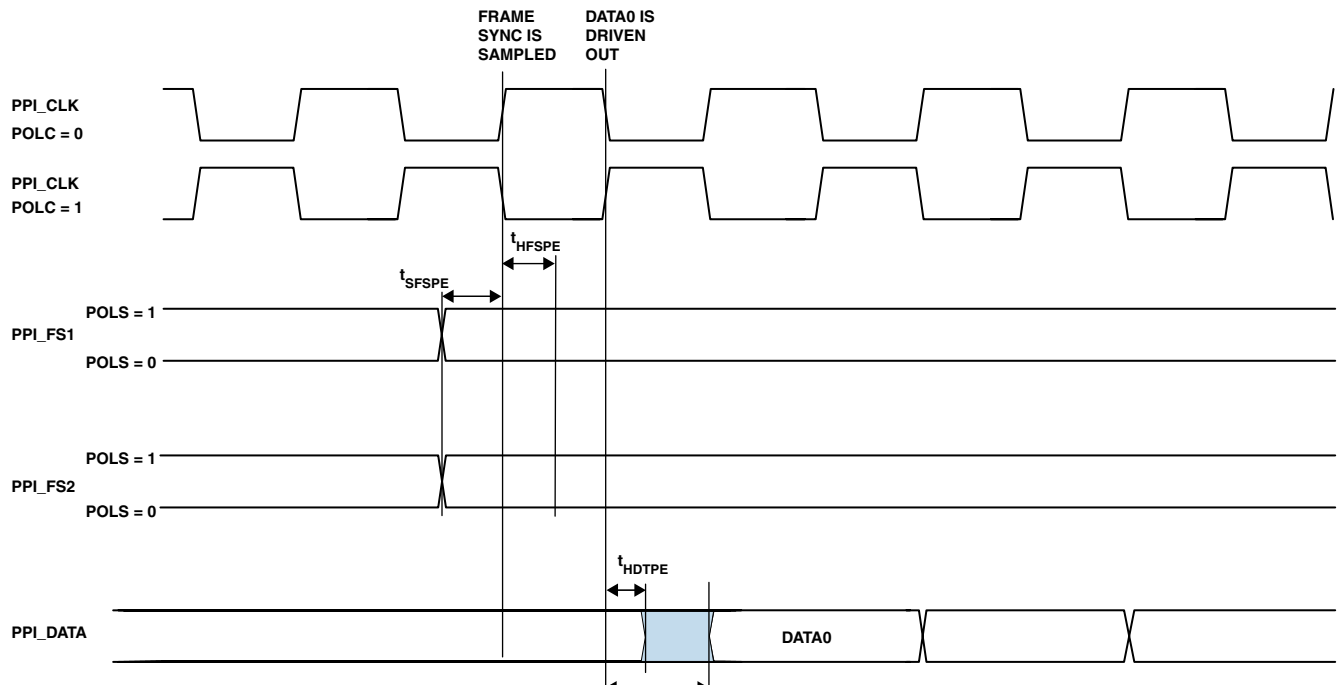 FRAME
SYNC IS
SAMPLED
DATA0 IS
DRIVEN
OUT
PPI_CLK
POLC = 0
PPI_CLK
POLC = 1
tHFSPE
tSFSPE
POLS = 1
PPI_FS1
POLS = 0
POLS = 1
PPI_FS2
POLS = 0
tHDTPE
PPI_DATA
DATA0